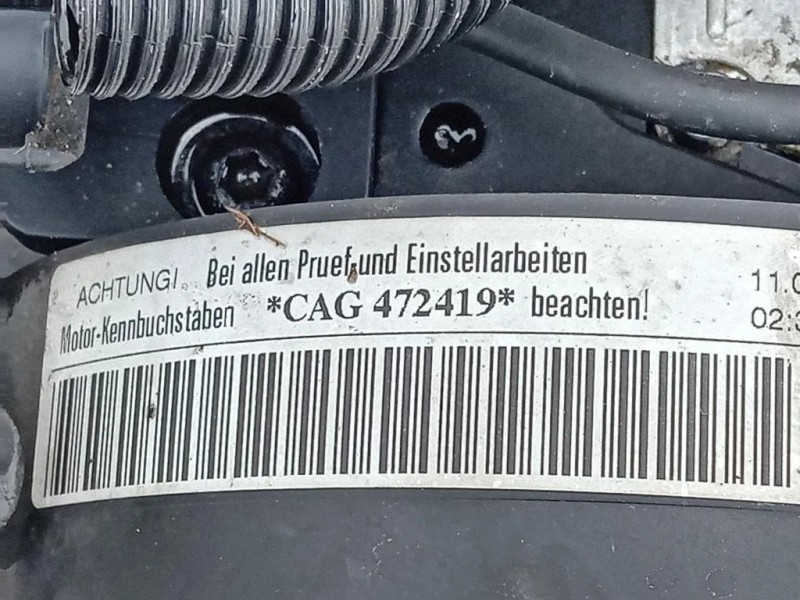 ACHTUNG! Bei allen Pruef-und Einstellarbeiten
Motor-Kennbuchstaben *CAG 472419* beachten!